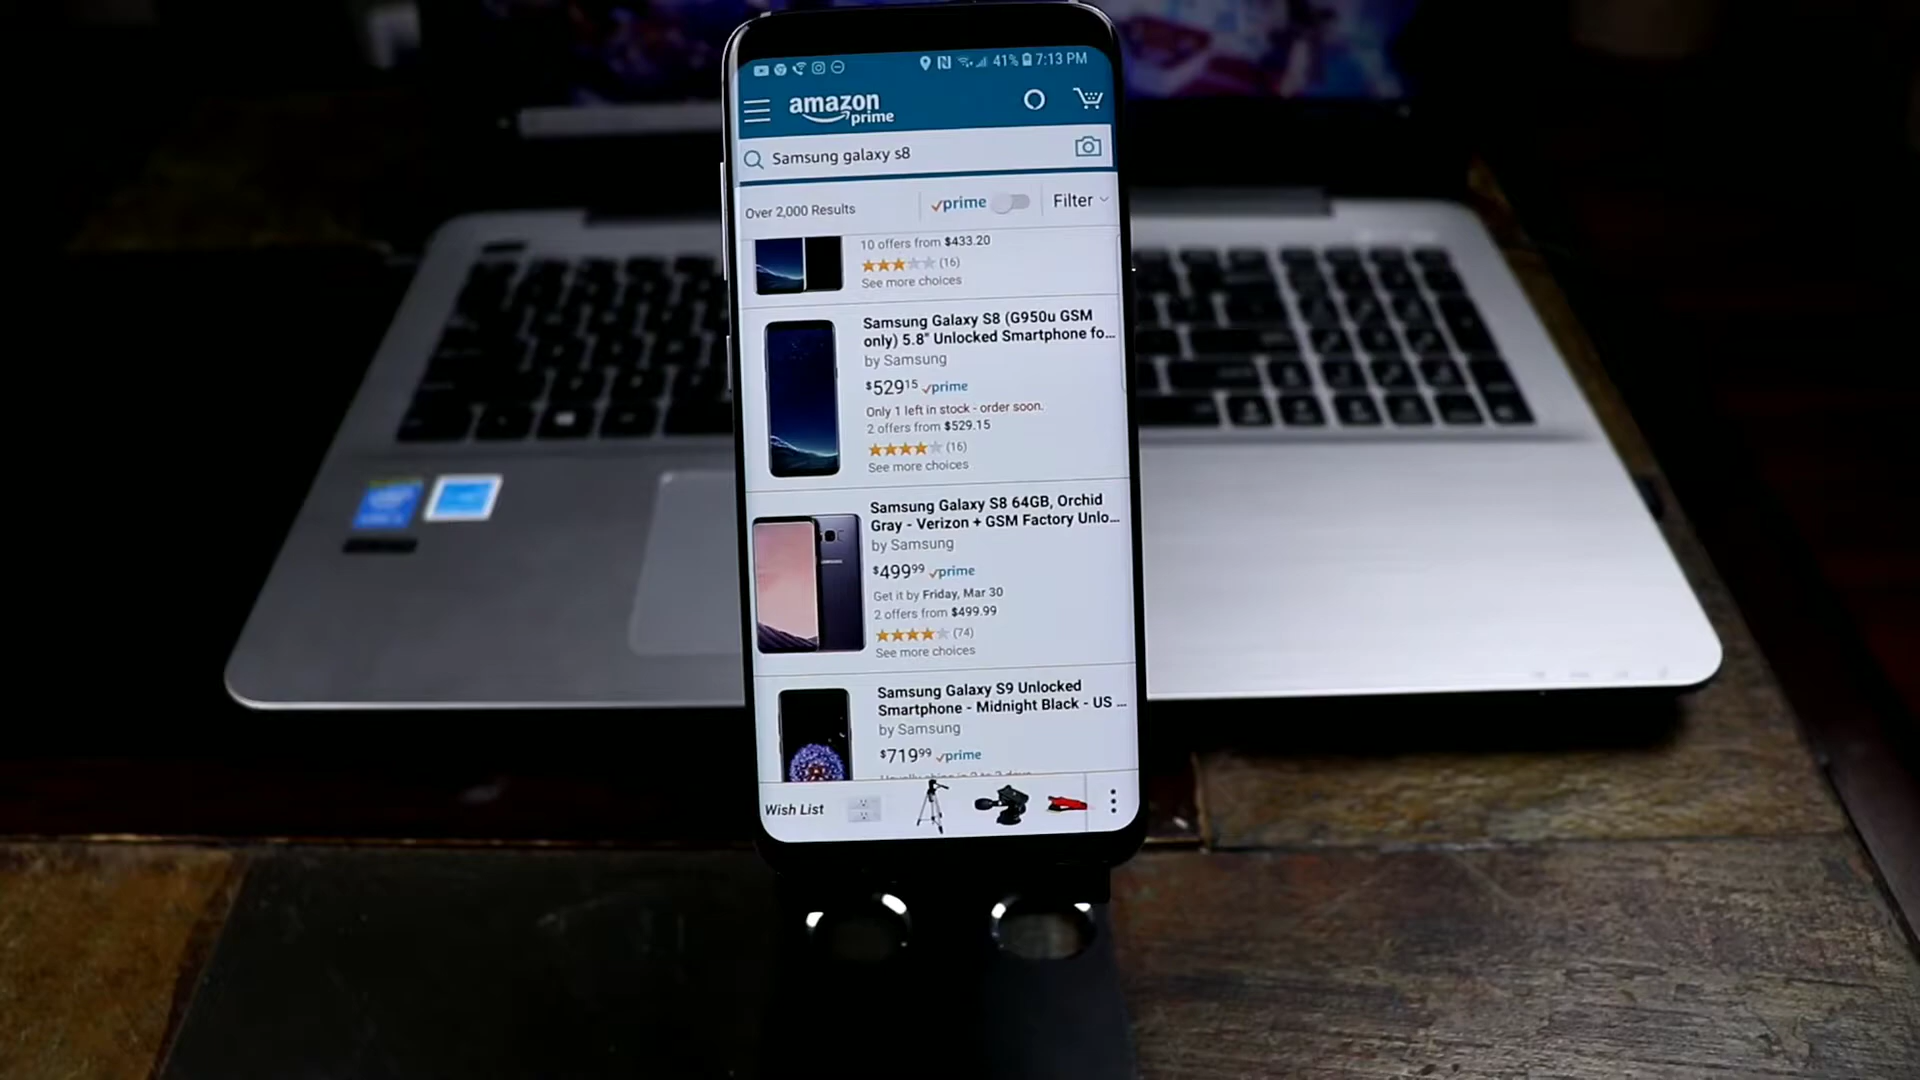 41% 7:13 PM
amazon
prime
Samsung galaxy s8
Over 2,000 Results
prime
Filter
10 offers from $433.20
(16)
See more choices
Samsung Galaxy S8 (G950u GSM
only) 5.8" Unlocked Smartphone fo...
by Samsung
$52915 prime
Only 1 left in stock - order soon.
2 offers from $529.15
(16)
See more choices
Samsung Galaxy S8 64GB, Orchid
Gray - Verizon + GSM Factory Unlo...
by Samsung
$49999 prime
Get it by Friday, Mar 30
2 offers from $499.99
(74)
See more choices
Samsung Galaxy S9 Unlocked
Smartphone - Midnight Black - US ...
by Samsung
$71999 prime
Wish List